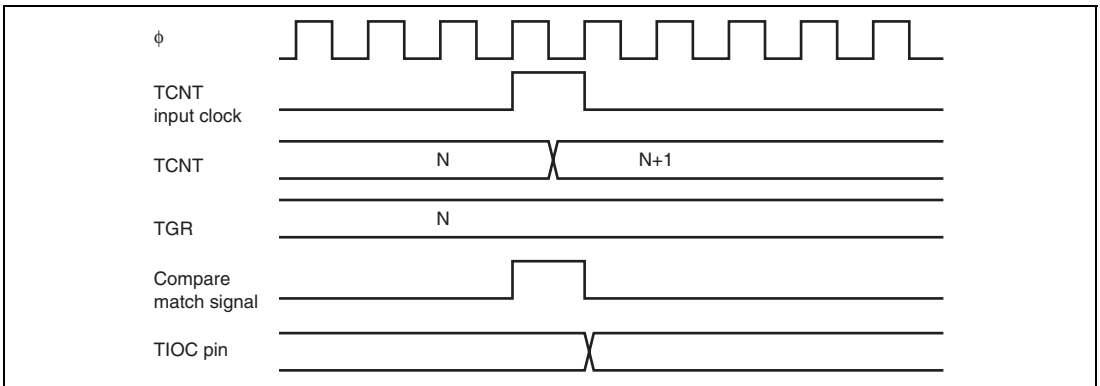 φ
TCNT
input clock
TCNT N N+1
TGR N
Compare
match signal
TIOC pin